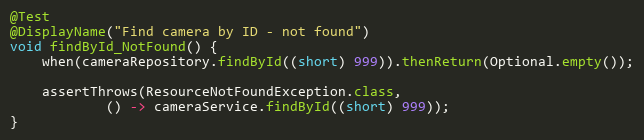 @Test
@DisplayName("Find camera by ID - not found")
void findById_NotFound() {
    when(cameraRepository.findById((short) 999)).thenReturn(Optional.empty());

    assertThrows(ResourceNotFoundException.class,
            () -> cameraService.findById((short) 999));
}